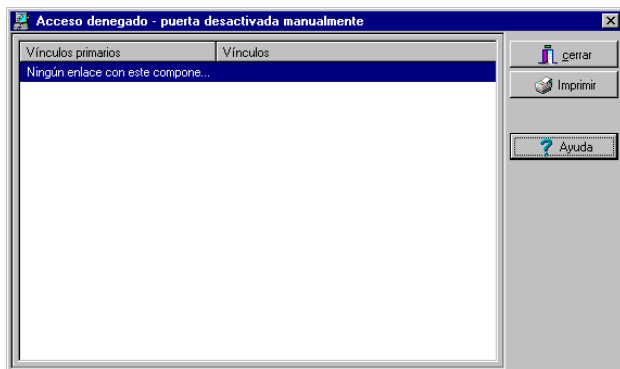 Acceso denegado - puerta desactivada manualmente
Vínculos primarios Vínculos
Ningún enlace con este compone...
cerrar
Imprimir
Ayuda